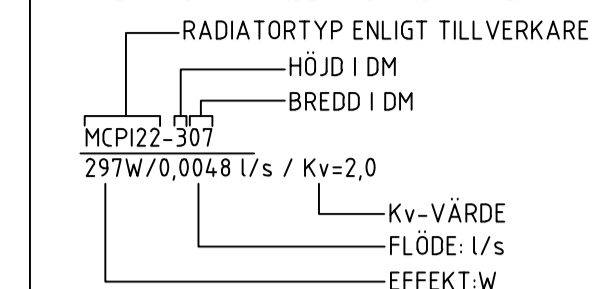 RADIATORTYP ENLIGT TILLVERKARE
HÖJD I DM
BREDD I DM
MCPI22-307
297W/0,0048 l/s / Kv=2,0
Kv-VÄRDE
FLÖDE: l/s
EFFEKT:W